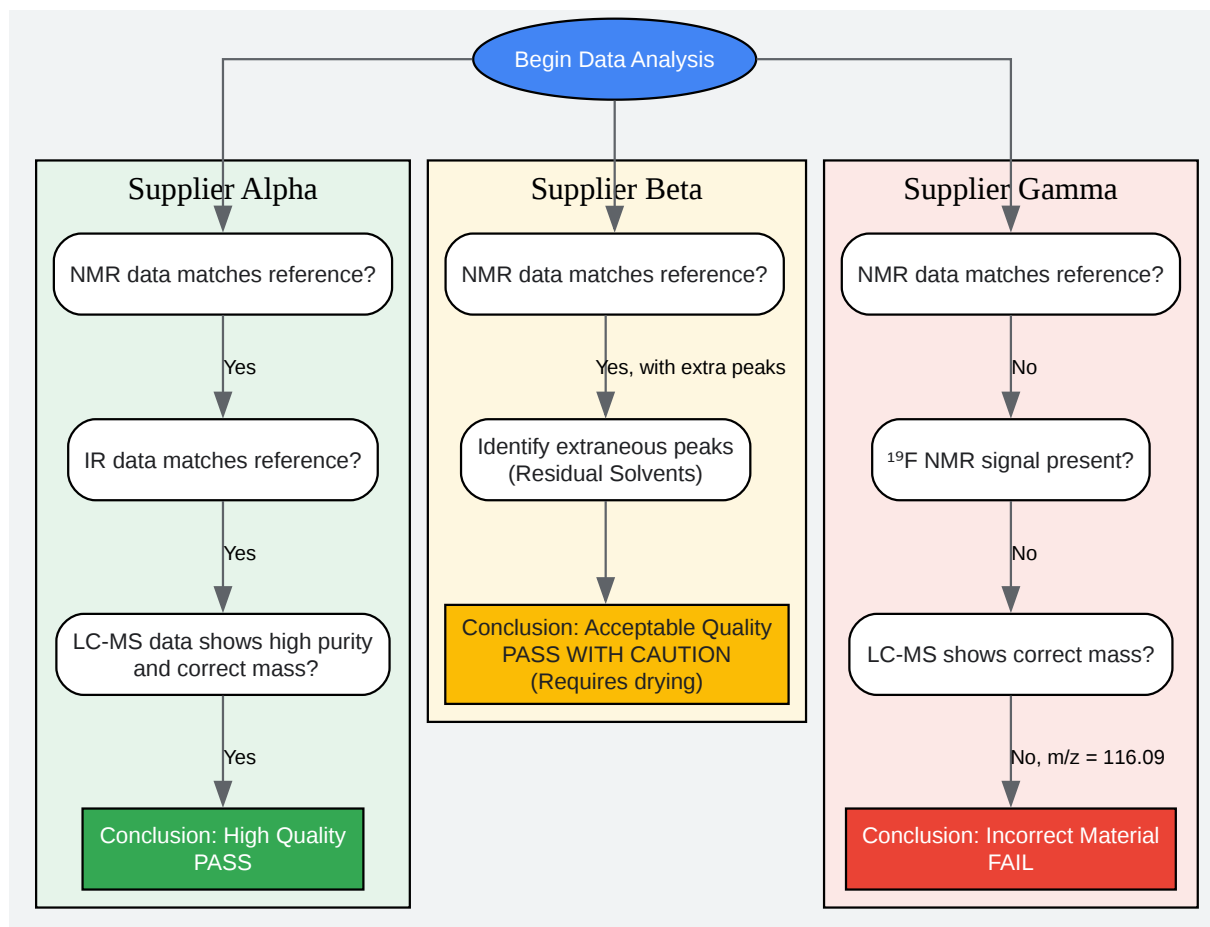 Begin Data Analysis
Supplier Alpha
NMR data matches reference?
Yes
IR data matches reference?
Yes
LC-MS data shows high purity
and correct mass?
Yes
Conclusion: High Quality
PASS
Supplier Beta
NMR data matches reference?
Yes, with extra peaks
Identify extraneous peaks
(Residual Solvents)
Conclusion: Acceptable Quality
PASS WITH CAUTION
(Requires drying)
Supplier Gamma
NMR data matches reference?
No
¹⁹F NMR signal present?
No
LC-MS shows correct mass?
No, m/z = 116.09
Conclusion: Incorrect Material
FAIL